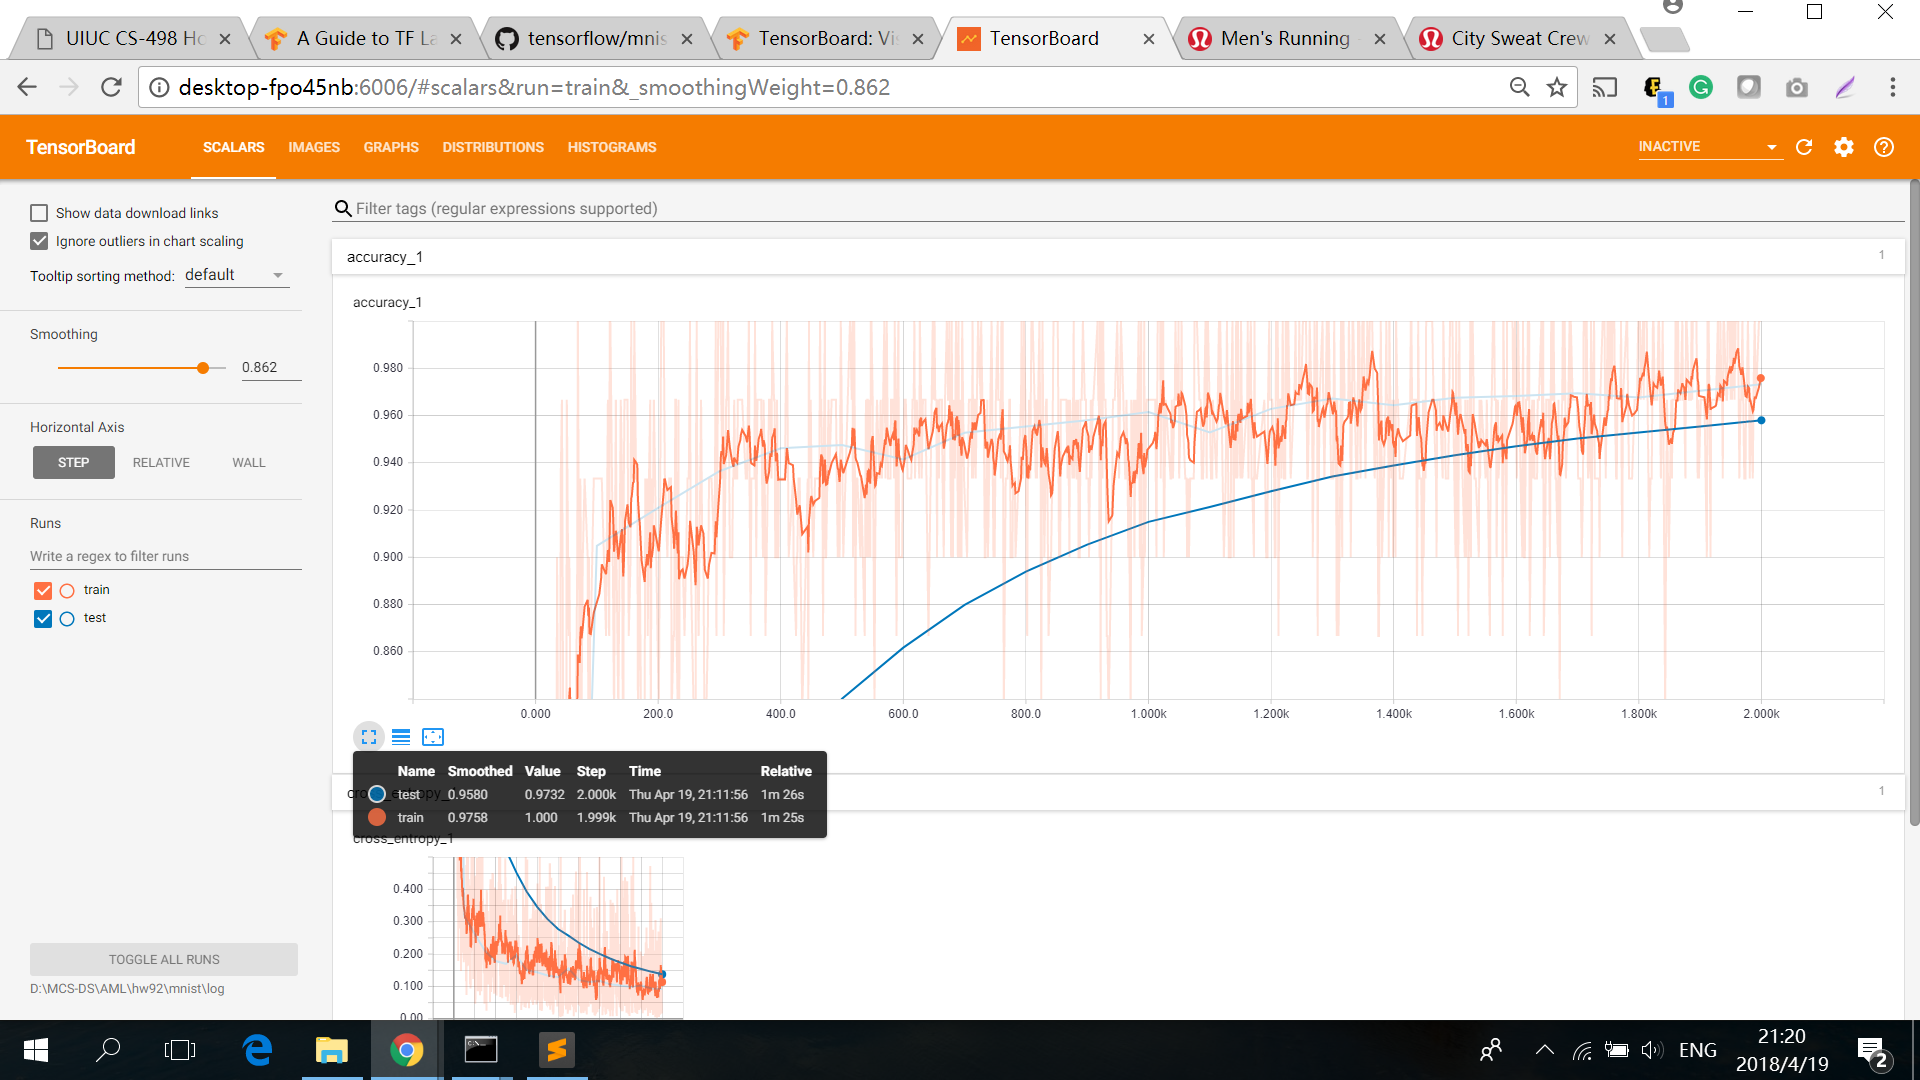 UIUC CS-498 Ho
A Guide to TF La
tensorflow/mnis
TensorBoard: Vis
TensorBoard
Men's Running
City Sweat Crew
desktop-fpo45nb:6006/#scalars&run=train&_smoothingWeight=0.862
1
TensorBoard
SCALARS
IMAGES
GRAPHS
DISTRIBUTIONS
HISTOGRAMS
INACTIVE
Show data download links
Ignore outliers in chart scaling
Tooltip sorting method: default
Smoothing
0.862
Horizontal Axis
STEP
RELATIVE
WALL
Runs
Write a regex to filter runs
train
test
TOGGLE ALL RUNS
D:\MCS-DS\AML\hw92\mnist\log
Filter tags (regular expressions supported)
accuracy_1
1
accuracy_1
0.980
0.960
0.940
0.920
0.900
0.880
0.860
0.000
200.0
400.0
600.0
800.0
1.000k
1.200k
1.400k
1.600k
1.800k
2.000k
Name Smoothed Value Step Time Relative
test 0.9580 0.9732 2.000k Thu Apr 19, 21:11:56 1m 26s
train 0.9758 1.000 1.999k Thu Apr 19, 21:11:56 1m 25s
cross_entropy_1
1
cross_entropy_1
0.400
0.300
0.200
0.100
0.00
ENG
21:20
2018/4/19
2